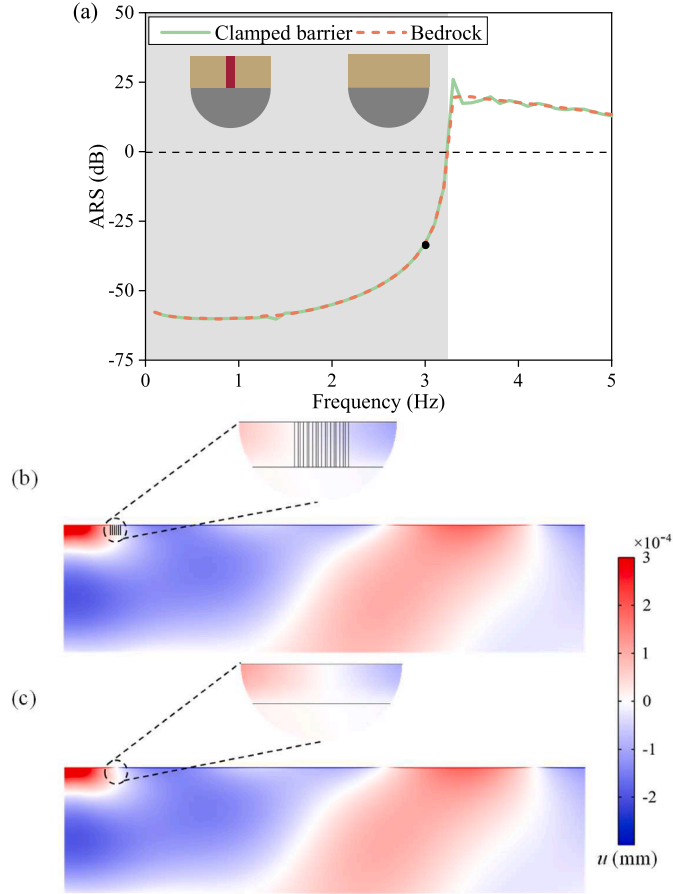 (a)
Clamped barrier Bedrock
50
25
0
-25
-50
-75
ARS (dB)
0 1 2 3 4 5
Frequency (Hz)
(b)
(c)
×10⁻⁴
3
2
1
0
-1
-2
u (mm)